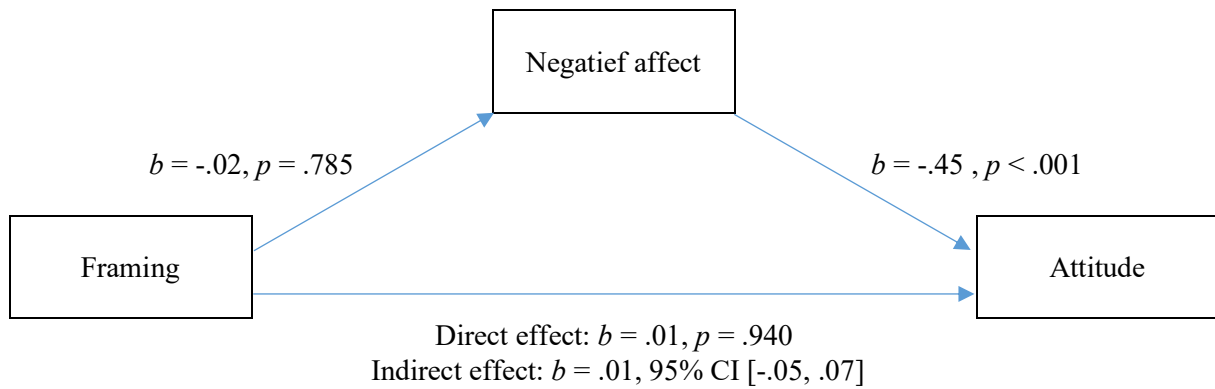 Negatief affect
b = -.02, p = .785
b = -.45 , p < .001
Framing
Attitude
Direct effect: b = .01, p = .940
Indirect effect: b = .01, 95% CI [-.05, .07]